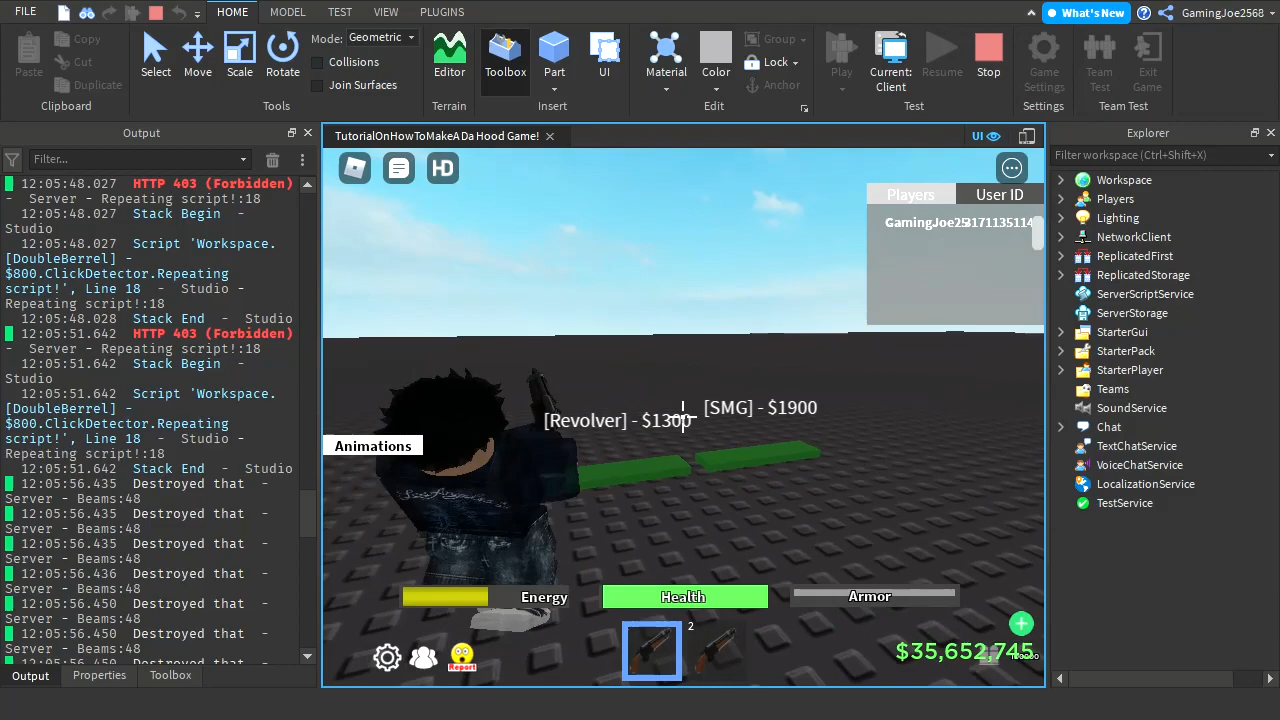 FILE
HOME
MODEL
TEST
VIEW
PLUGINS
What's New
GamingJoe2568
Paste
Copy
Cut
Duplicate
Clipboard
Select
Move
Scale
Rotate
Mode: Geometric
Collisions
Join Surfaces
Tools
Editor
Terrain
Toolbox
Part
UI
Insert
Material
Color
Group
Lock
Anchor
Edit
Play
Current:
Client
Resume
Stop
Test
Game
Settings
Settings
Team
Test
Exit
Game
Team Test
Output
Filter...
12:05:48.027 HTTP 403 (Forbidden)
- Server - Repeating script!:18
12:05:48.027 Stack Begin -
Studio
12:05:48.027 Script 'Workspace.
[DoubleBerrel] -
$800.ClickDetector.Repeating
script!', Line 18 - Studio -
Repeating script!:18
12:05:48.028 Stack End - Studio
12:05:51.642 HTTP 403 (Forbidden)
- Server - Repeating script!:18
12:05:51.642 Stack Begin -
Studio
12:05:51.642 Script 'Workspace.
[DoubleBerrel] -
$800.ClickDetector.Repeating
script!', Line 18 - Studio -
Repeating script!:18
12:05:51.642 Stack End - Studio
12:05:56.435 Destroyed that -
Server - Beams:48
12:05:56.435 Destroyed that -
Server - Beams:48
12:05:56.435 Destroyed that -
Server - Beams:48
12:05:56.436 Destroyed that -
Server - Beams:48
12:05:56.450 Destroyed that -
Server - Beams:48
12:05:56.450 Destroyed that -
Server - Beams:48
Output
Properties
Toolbox
TutorialOnHowToMakeADa Hood Game!
UI
HD
Players
User ID
[Revolver] - $1300
[SMG] - $1900
Animations
Energy
Health
Armor
Report
2
$35,652,745
Explorer
Filter workspace (Ctrl+Shift+X)
Workspace
Players
Lighting
NetworkClient
ReplicatedFirst
ReplicatedStorage
ServerScriptService
ServerStorage
StarterGui
StarterPack
StarterPlayer
Teams
SoundService
Chat
TextChatService
VoiceChatService
LocalizationService
TestService